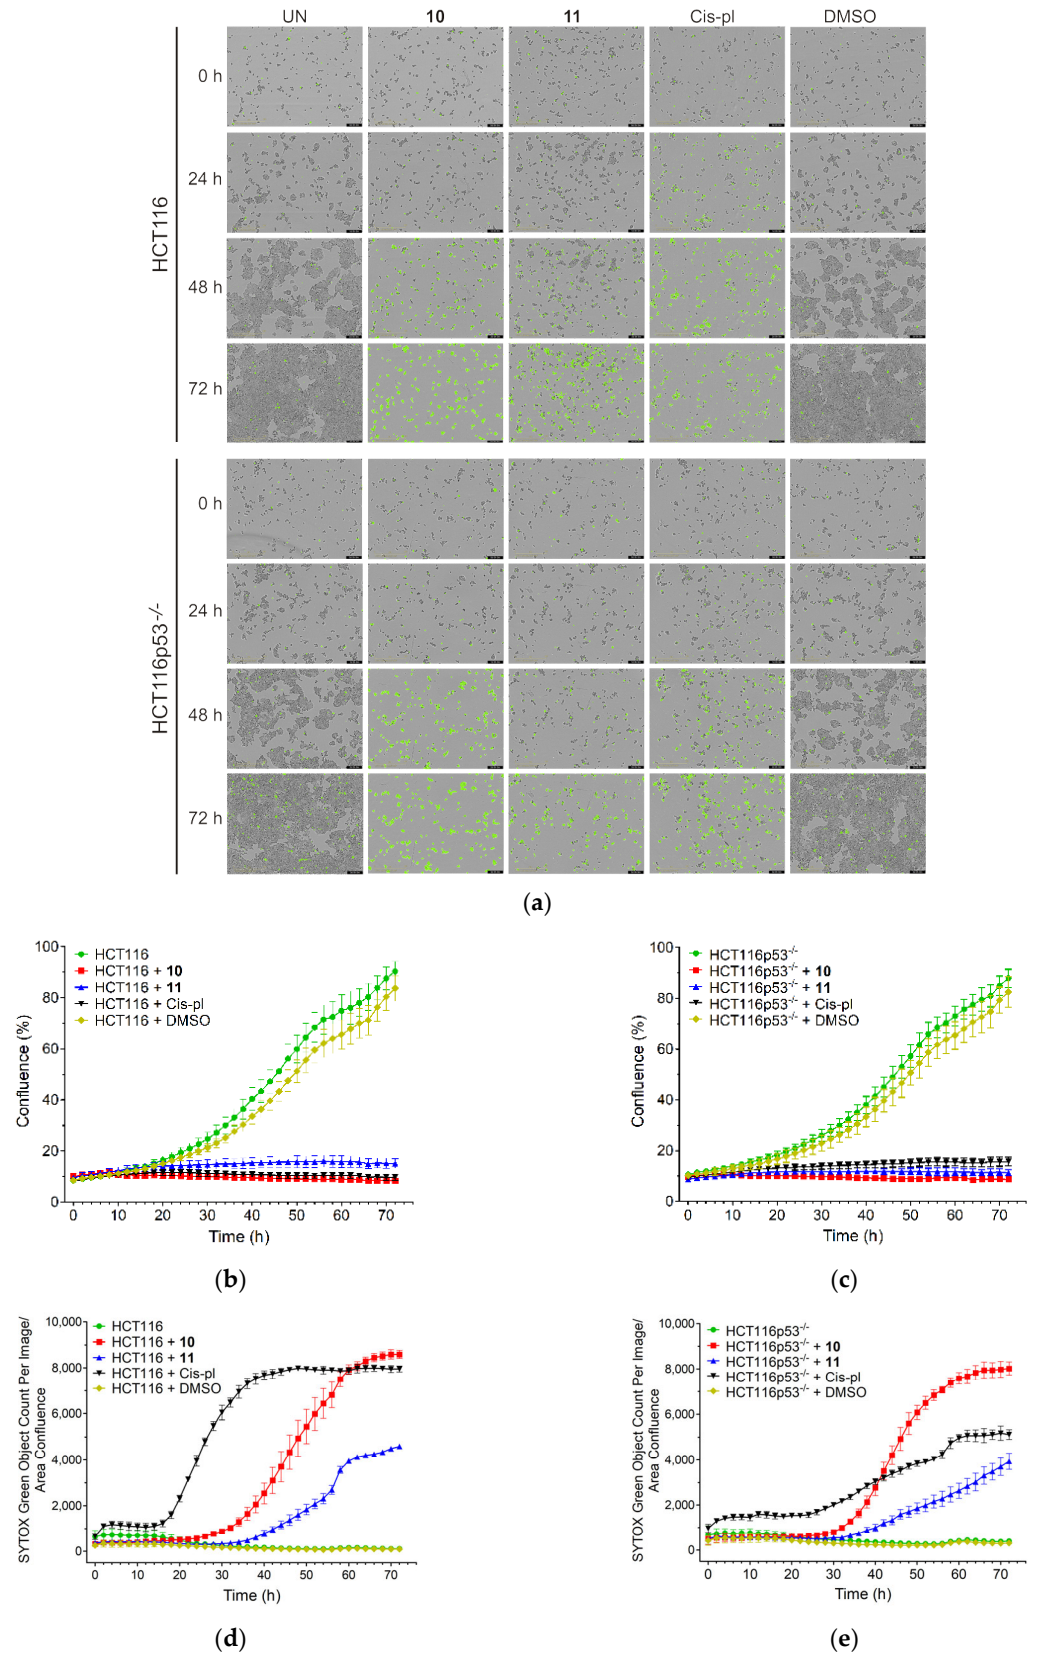 UN 10 11 Cis-pl DMSO
HCT116
0 h
24 h
48 h
72 h
HCT116p53-/-
0 h
24 h
48 h
72 h
(a)
Confluence (%)
100
80
60
40
20
0
HCT116
HCT116 + 10
HCT116 + 11
HCT116 + Cis-pl
HCT116 + DMSO
0 10 20 30 40 50 60 70
Time (h)
(b)
Confluence (%)
100
80
60
40
20
0
HCT116p53-/-
HCT116p53-/- + 10
HCT116p53-/- + 11
HCT116p53-/- + Cis-pl
HCT116p53-/- + DMSO
0 10 20 30 40 50 60 70
Time (h)
(c)
SYTOX Green Object Count Per Image/
Area Confluence
10,000
8,000
6,000
4,000
2,000
0
HCT116
HCT116 + 10
HCT116 + 11
HCT116 + Cis-pl
HCT116 + DMSO
0 10 20 30 40 50 60 70
Time (h)
(d)
SYTOX Green Object Count Per Image/
Area Confluence
10,000
8,000
6,000
4,000
2,000
0
HCT116p53-/-
HCT116p53-/- + 10
HCT116p53-/- + 11
HCT116p53-/- + Cis-pl
HCT116p53-/- + DMSO
0 10 20 30 40 50 60 70
Time (h)
(e)